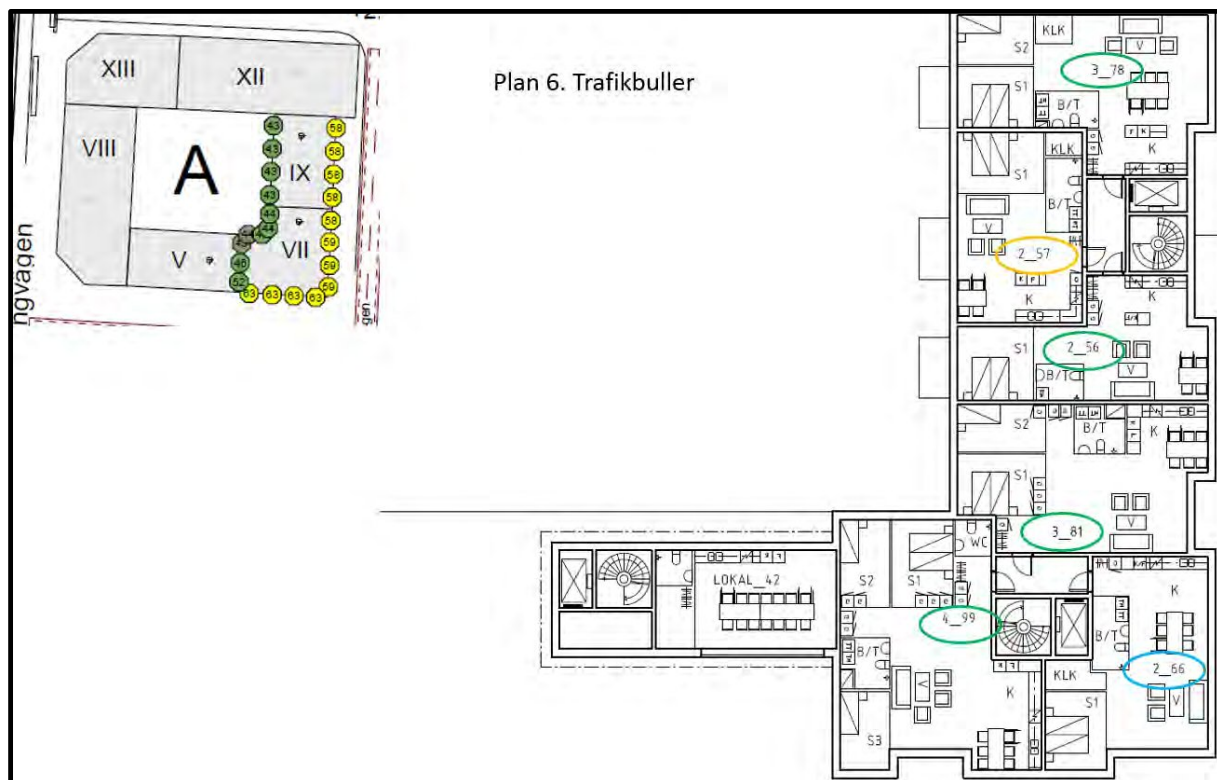 XIII
XII
VIII
A
IX
VII
V
43
43
43
43
44
44
46
52
58
58
58
58
58
59
59
59
63
63
63
63
ngvagen
gen
Plan 6. Trafikbuller
S2
KLK
V
3_78
S1
B/T
K
KLK
S1
B/T
V
2_57
K
K
S1
2_56
V
B/T
S2
B/T
K
S1
V
3_81
WC
LOKAL_42
S2
S1
4_99
K
B/T
B/T
V
K
KLK
2_66
V
S1
S3